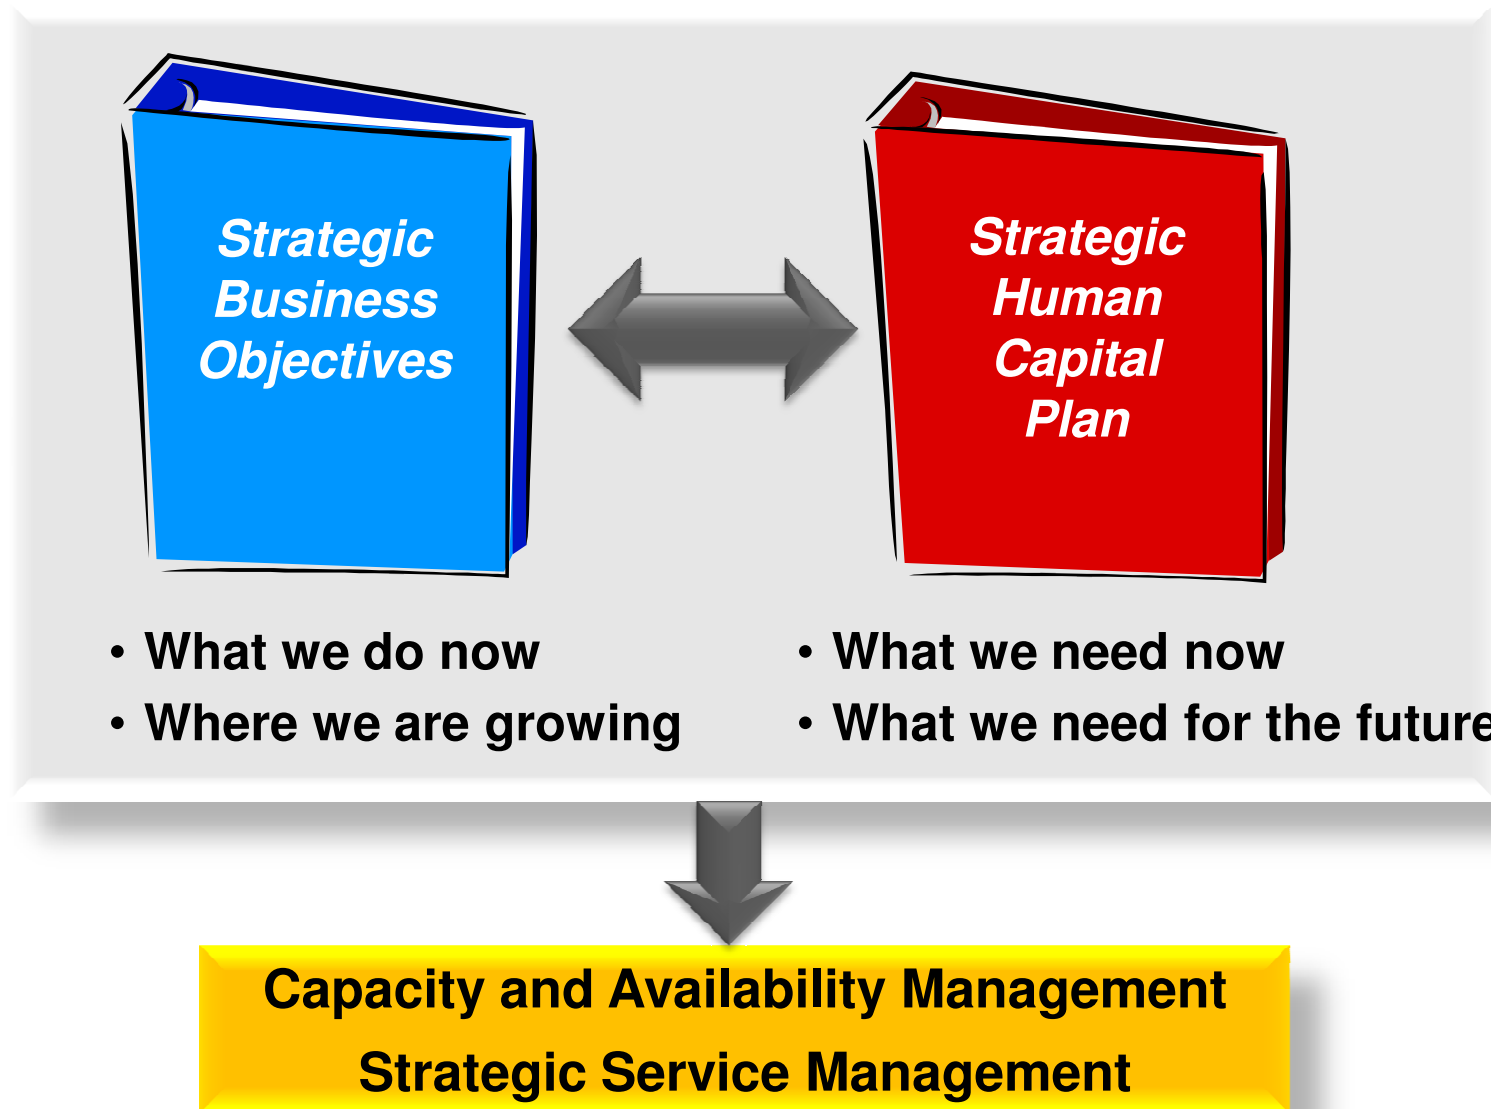 Strategic
Business
Objectives
Strategic
Human
Capital
Plan
• What we do now
• Where we are growing
• What we need now
• What we need for the future
Capacity and Availability Management
Strategic Service Management